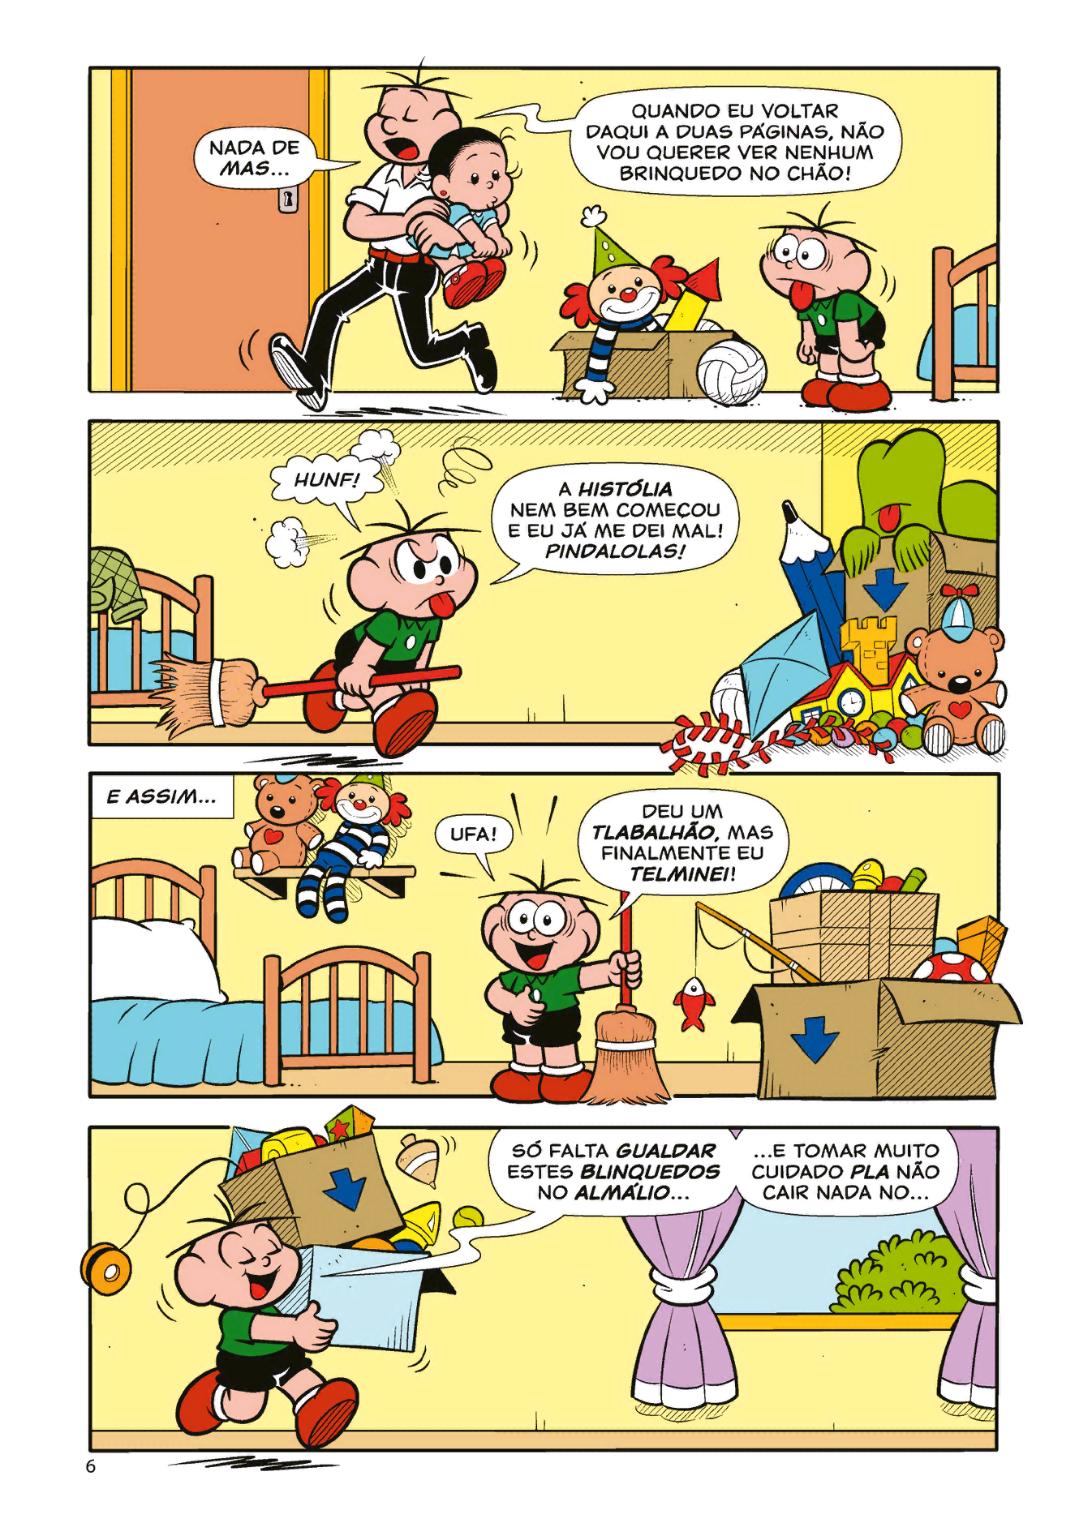 NADA DE
MAS...
QUANDO EU VOLTAR
DAQUI A DUAS PÁGINAS, NÃO
VOU QUERER VER NENHUM
BRINQUEDO NO CHÃO!
HUNF!
A HISTÓLIA
NEM BEM COMEÇOU
E EU JÁ ME DEI MAL!
PINDALOLAS!
E ASSIM...
UFA!
DEU UM
TLABALHÃO, MAS
FINALMENTE EU
TELMINEI!
SÓ FALTA GUALDAR
ESTES BLINQUEDOS
NO ALMÁLIO...
...E TOMAR MUITO
CUIDADO PLA NÃO
CAIR NADA NO...
6